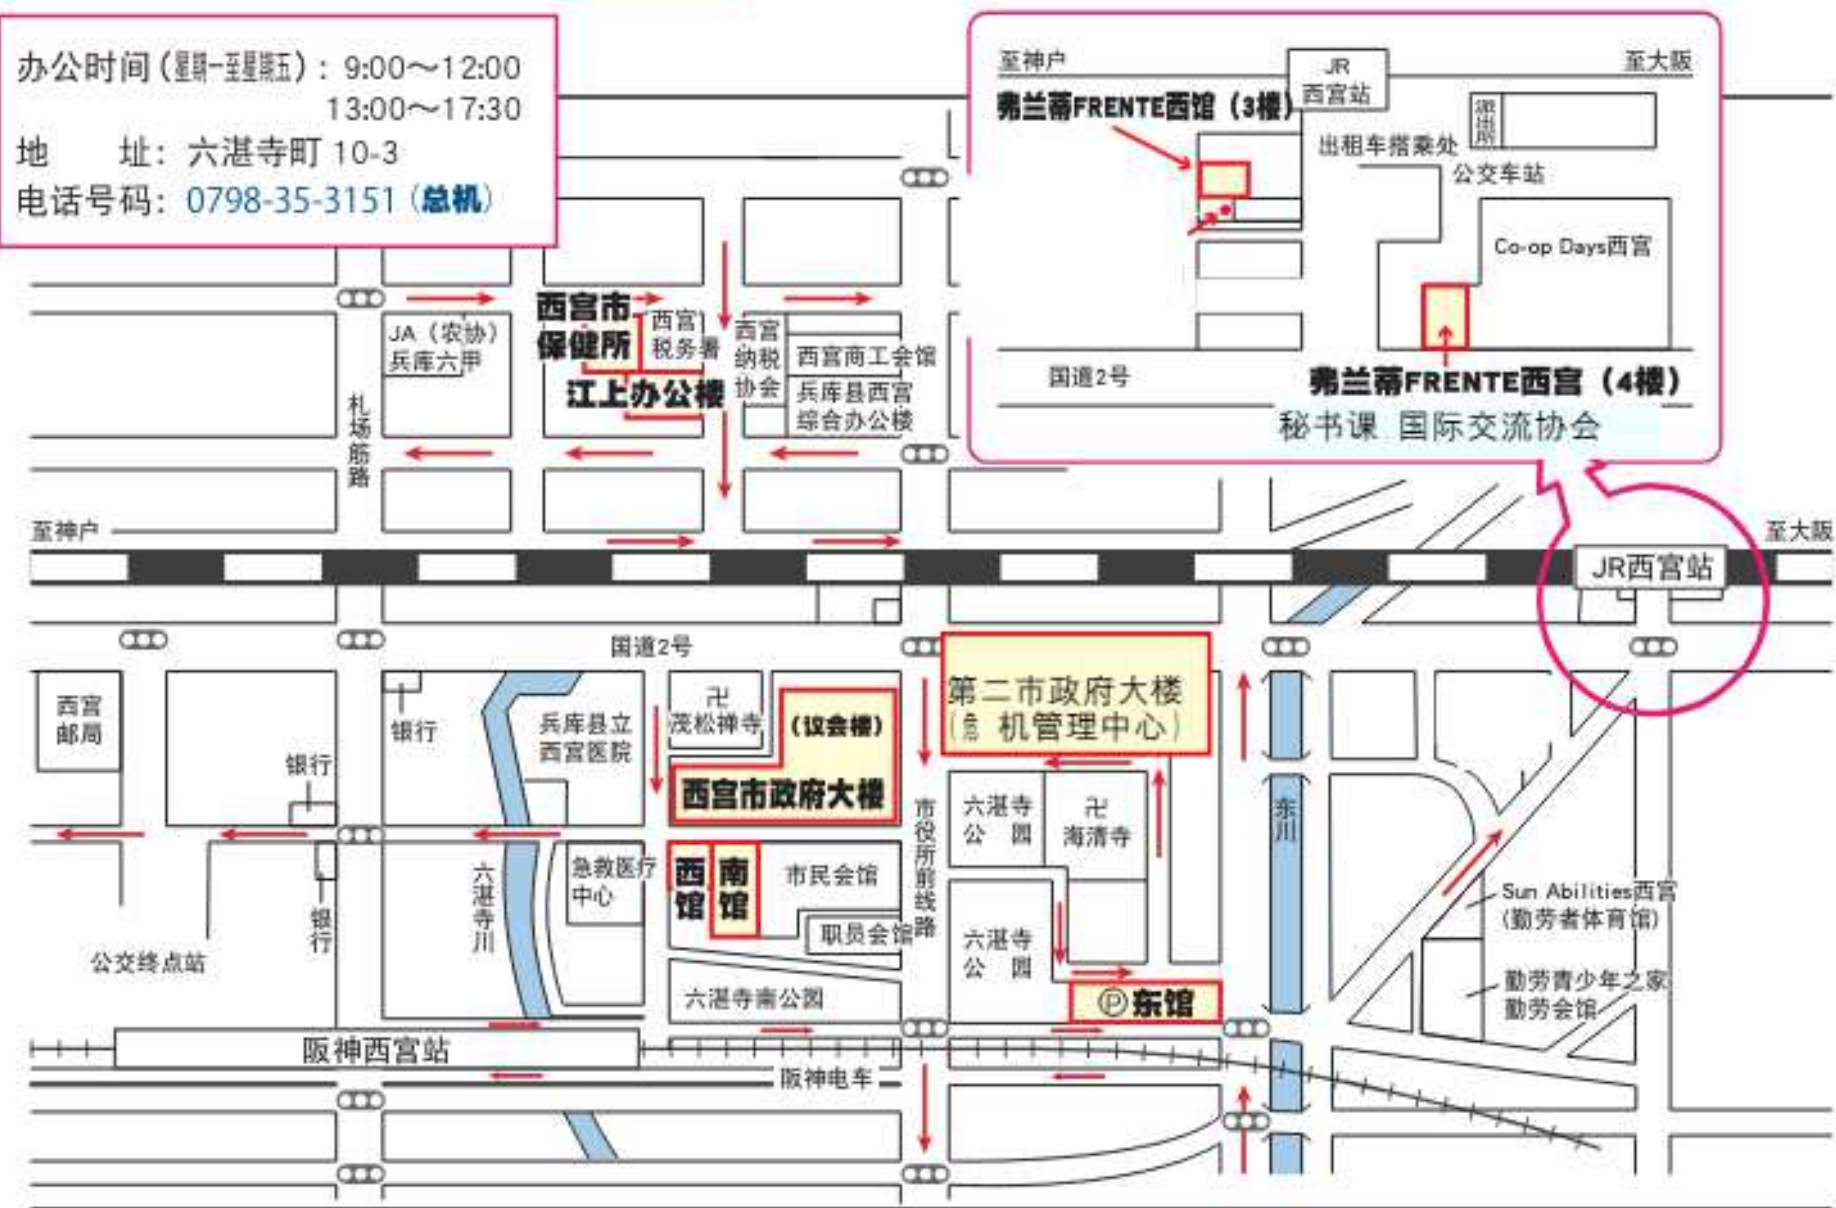 办公时间（星期一至星期五）: 9:00～12:00
13:00～17:30
地　　址: 六湛寺町 10-3
电话号码: 0798-35-3151（总机）
至神户
JR
西宫站
至大阪
弗兰蒂FRENTE西馆（3楼）
派出所
出租车搭乘处
公交车站
Co-op Days西宫
国道2号
弗兰蒂FRENTE西宫（4楼）
秘书课 国际交流协会
西宫市
保健所
西宫
税务署
江上办公楼
JA（农协）
兵库六甲
西宫
纳税
协会
西宫商工会馆
兵库县西宫
综合办公楼
札场筋路
至神户
至大阪
JR西宫站
国道2号
西宫
邮局
银行
银行
银行
兵库县立
西宫医院
卍
茂松禅寺
（议会楼）
西宫市政府大楼
第二市政府大楼
(危 机管理中心)
六湛寺
公　园
卍
海清寺
东川
市役所前线路
六湛寺川
急救医疗
中心
西馆
南馆
市民会馆
职员会馆
六湛寺
公　园
Sun Abilities西宫
(勤劳者体育馆)
勤劳青少年之家
勤劳会馆
公交终点站
六湛寺南公园
Ⓟ东馆
阪神西宫站
阪神电车